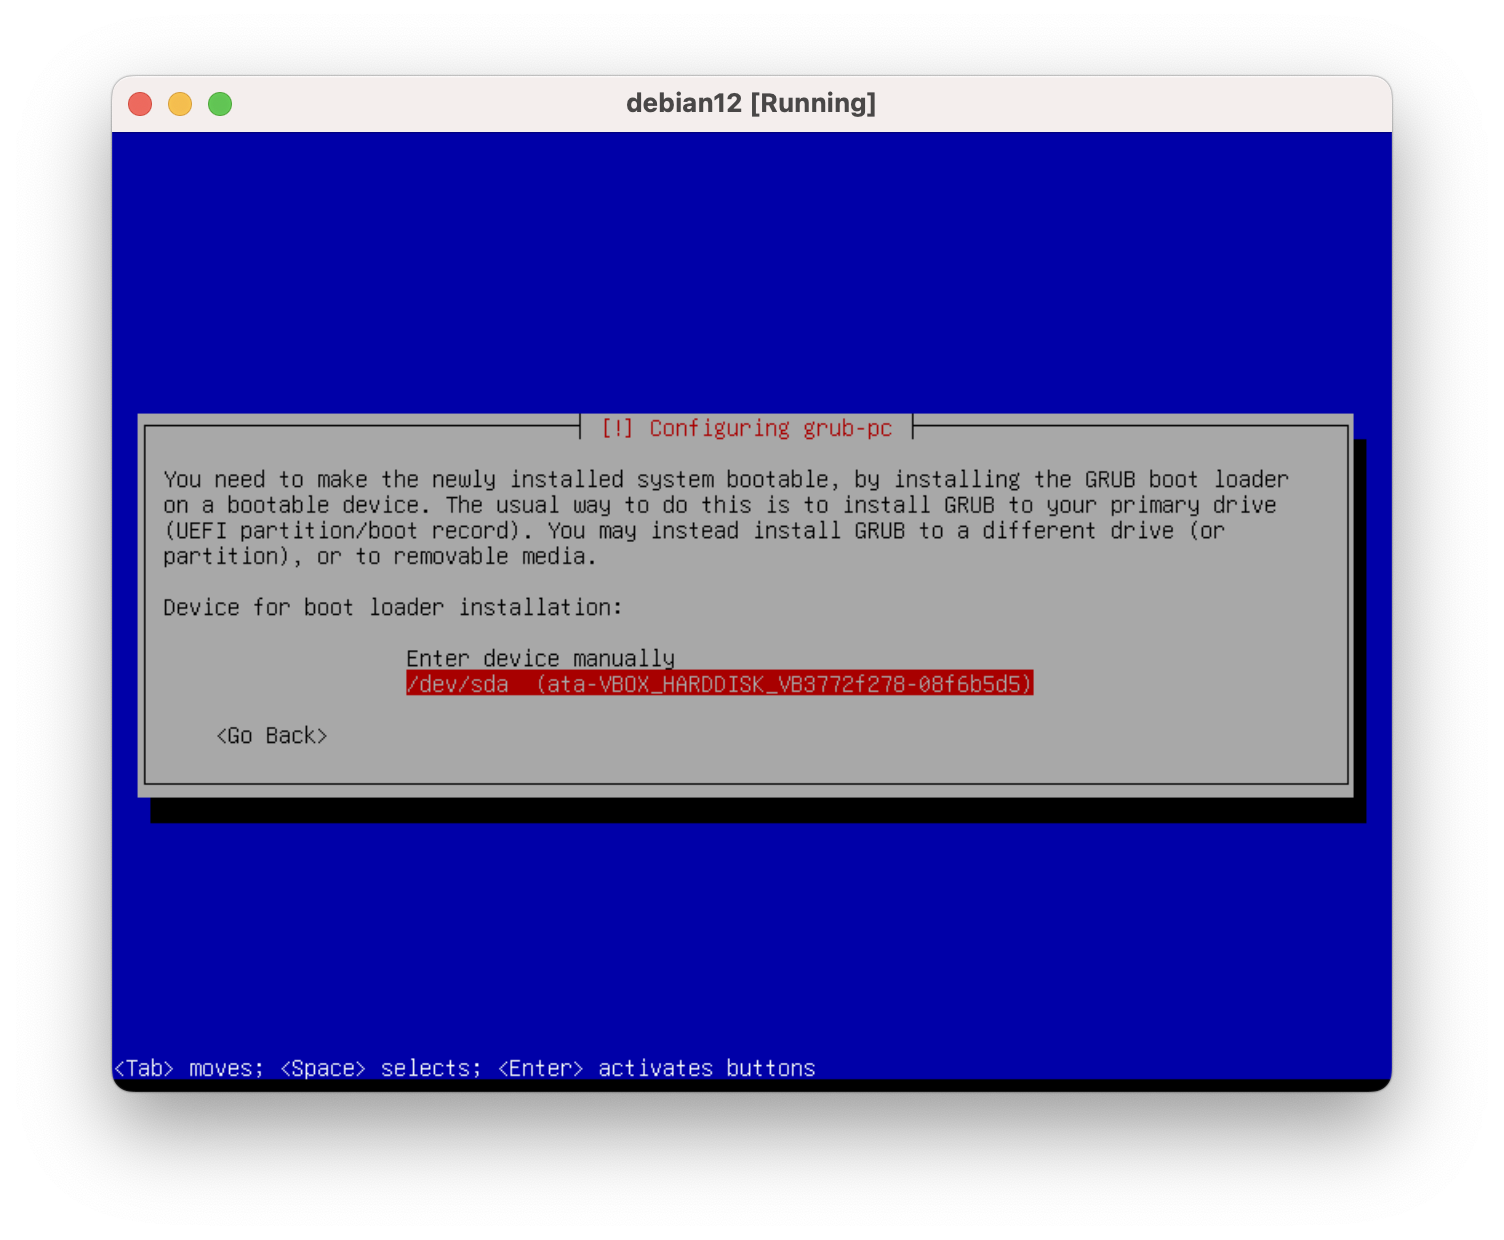 debian12 [Running]
[!] Configuring grub-pc
You need to make the newly installed system bootable, by installing the GRUB boot loader
on a bootable device. The usual way to do this is to install GRUB to your primary drive
(UEFI partition/boot record). You may instead install GRUB to a different drive (or
partition), or to removable media.
Device for boot loader installation:
Enter device manually
/dev/sda  (ata-VBOX_HARDDISK_VB3772f278-08f6b5d5)
<Go Back>
<Tab> moves; <Space> selects; <Enter> activates buttons